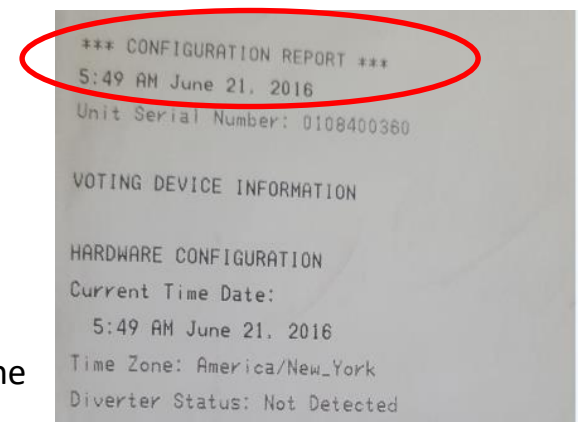 *** CONFIGURATION REPORT ***
5:49 AM June 21, 2016
Unit Serial Number: 0108400360
VOTING DEVICE INFORMATION
HARDWARE CONFIGURATION
Current Time Date:
5:49 AM June 21, 2016
Time Zone: America/New_York
Diverter Status: Not Detected